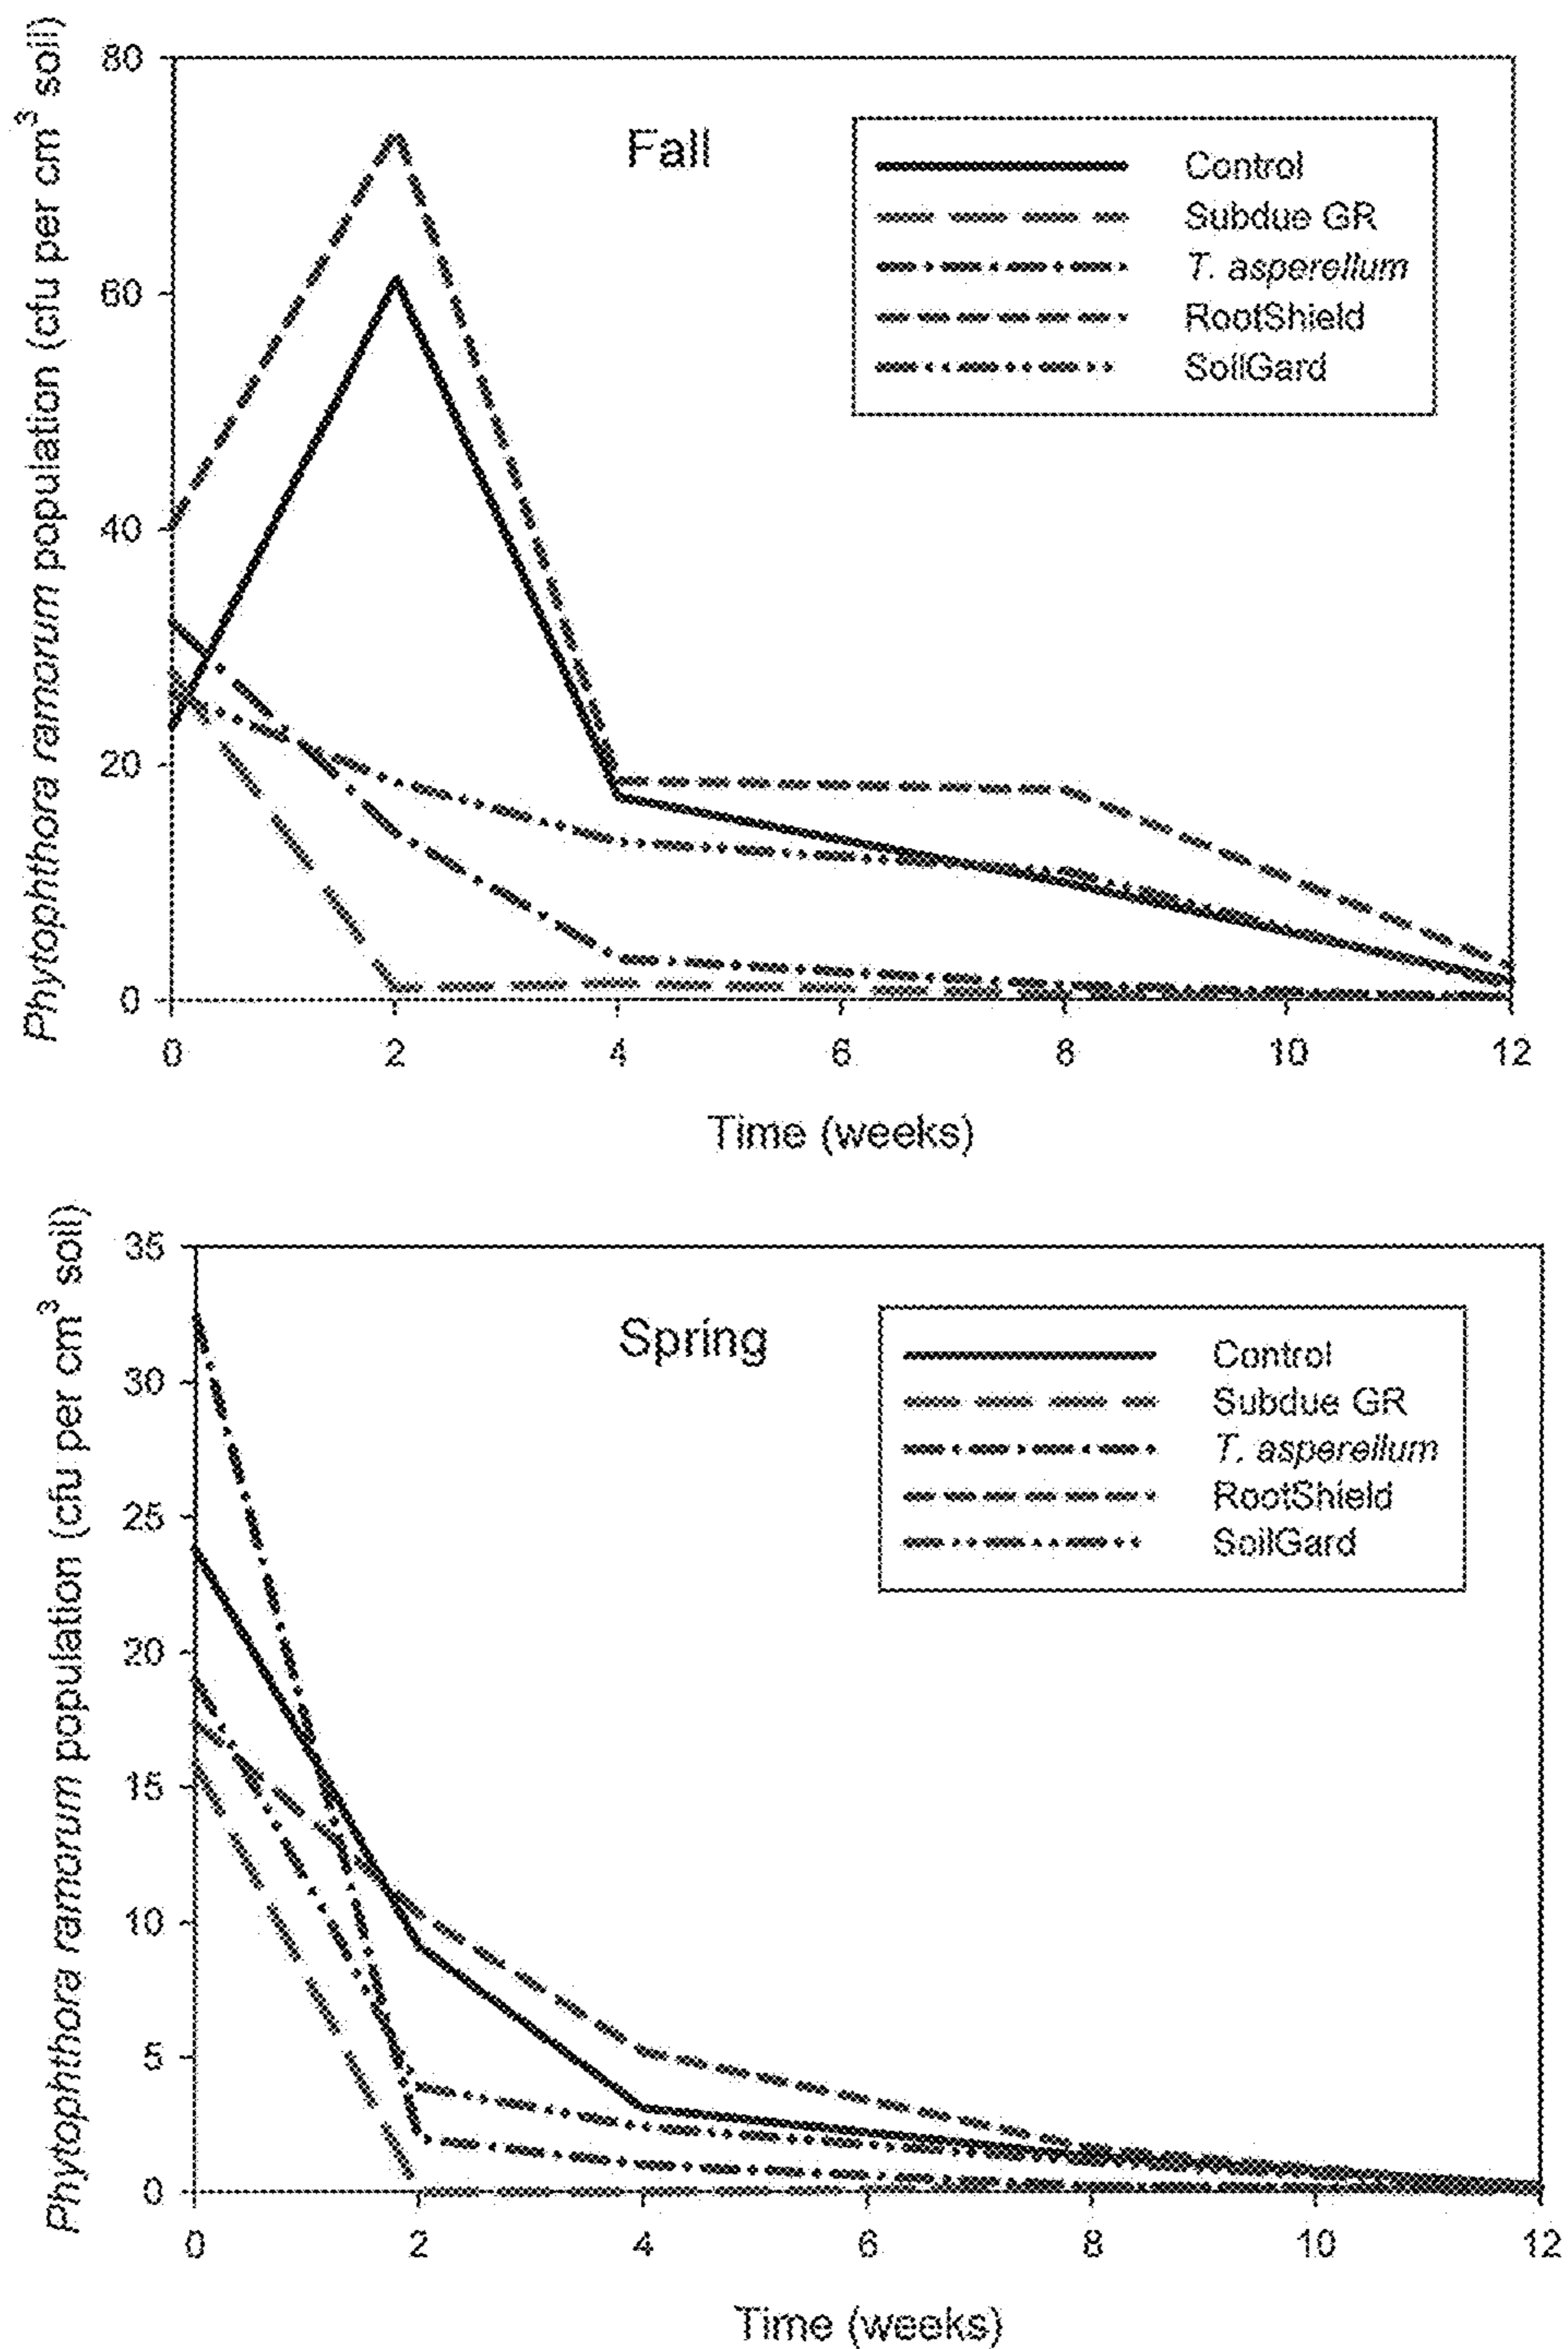 Phytophthora ramorum population (cfu per cm³ soil)
80
60
40
20
0
Fall
Control
Subdue GR
T. asperellum
RootShield
SoilGard
0 2 4 6 8 10 12
Time (weeks)
Phytophthora ramorum population (cfu per cm³ soil)
35
30
25
20
15
10
5
0
Spring
Control
Subdue GR
T. asperellum
RootShield
SoilGard
0 2 4 6 8 10 12
Time (weeks)